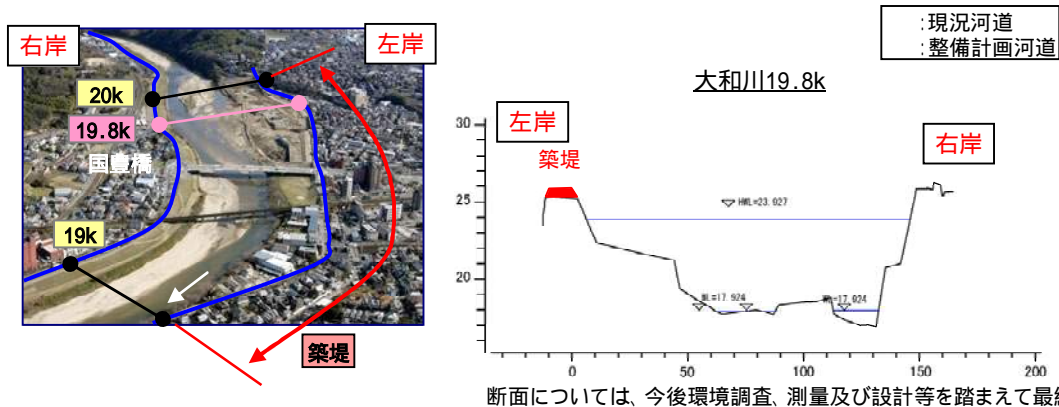 右岸
左岸
20k
19.8k
国豊橋
19k
築堤
:現況河道
:整備計画河道
大和川19.8k
左岸
築堤
右岸
30
25
20
HWL=23.927
WL=17.924
17.924
0
50
100
150
200
断面については、今後環境調査、測量及び設計等を踏まえて最